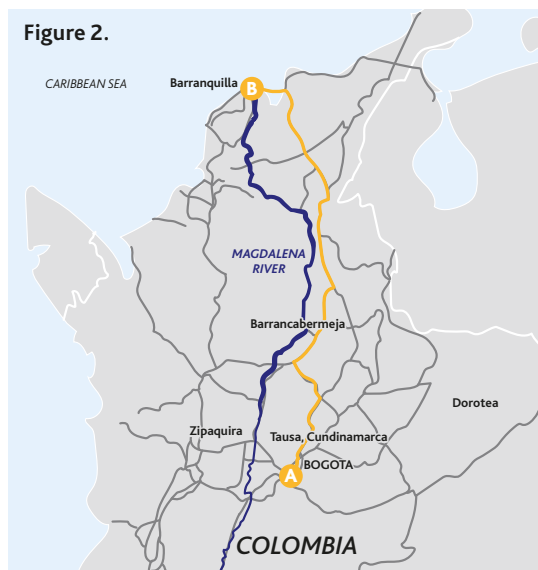 Figure 2.
CARIBBEAN SEA
Barranquilla
B
MAGDALENA
RIVER
Barrancabermeja
Dorotea
Zipaquira
Tausa, Cundinamarca
BOGOTA
A
COLOMBIA